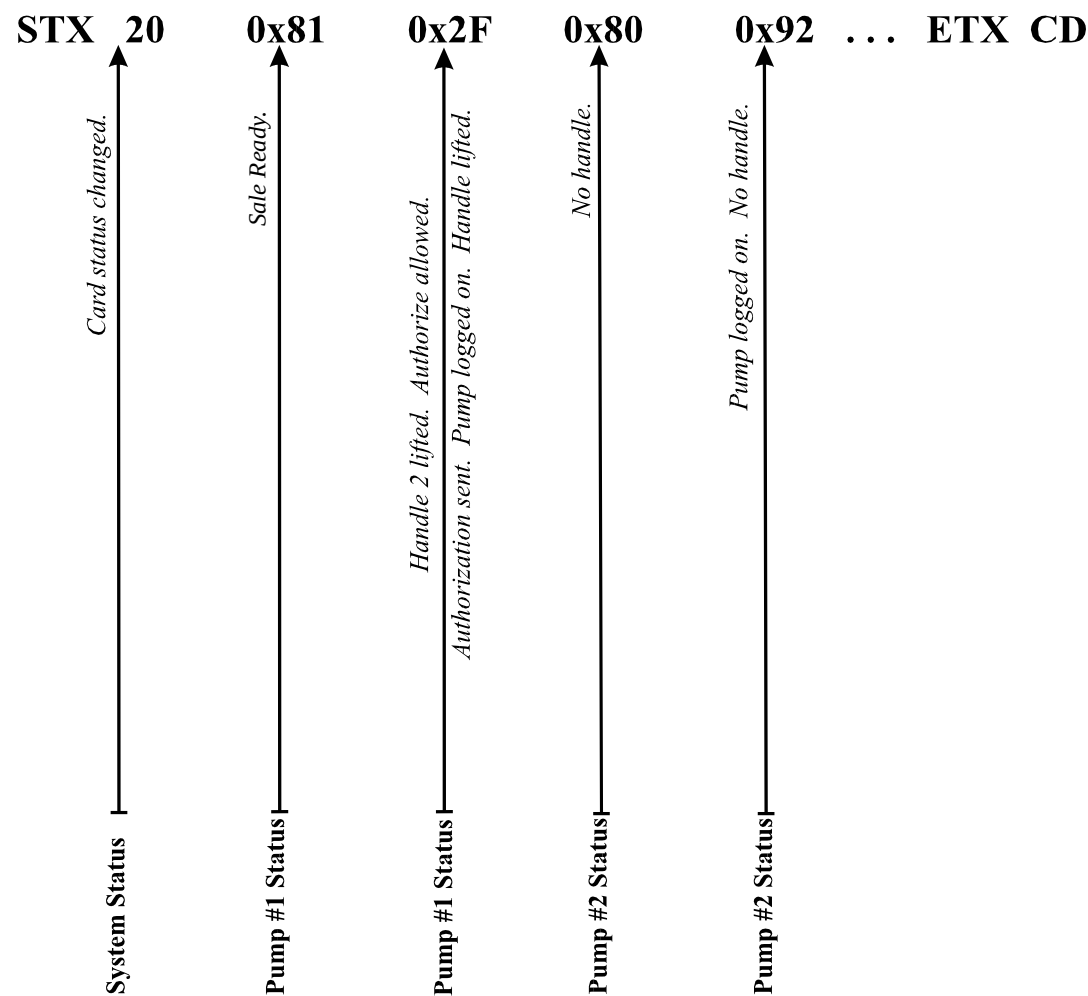 STX 20 0x81 0x2F 0x80 0x92 . . . ETX CD
Card status changed.
Sale Ready.
Handle 2 lifted. Authorize allowed.
Authorization sent. Pump logged on. Handle lifted.
No handle.
Pump logged on. No handle.
System Status
Pump #1 Status
Pump #1 Status
Pump #2 Status
Pump #2 Status